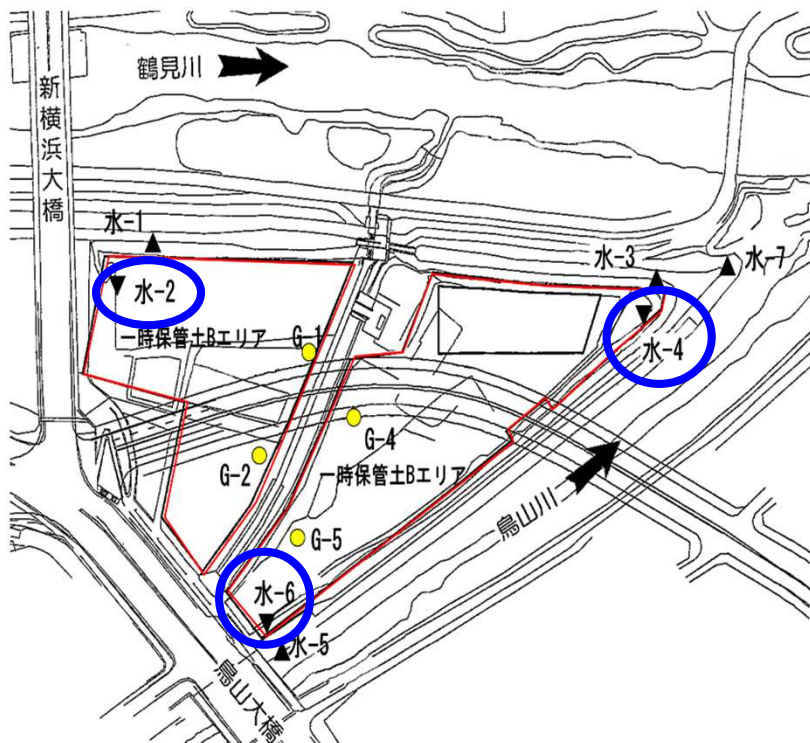 鶴見川
新横浜大橋
水-1
水-2
水-3
水-7
水-4
一時保管土Bエリア
G-1
G-4
G-2
一時保管土Bエリア
鳥山川
G-5
水-6
水-5
鳥山大橋